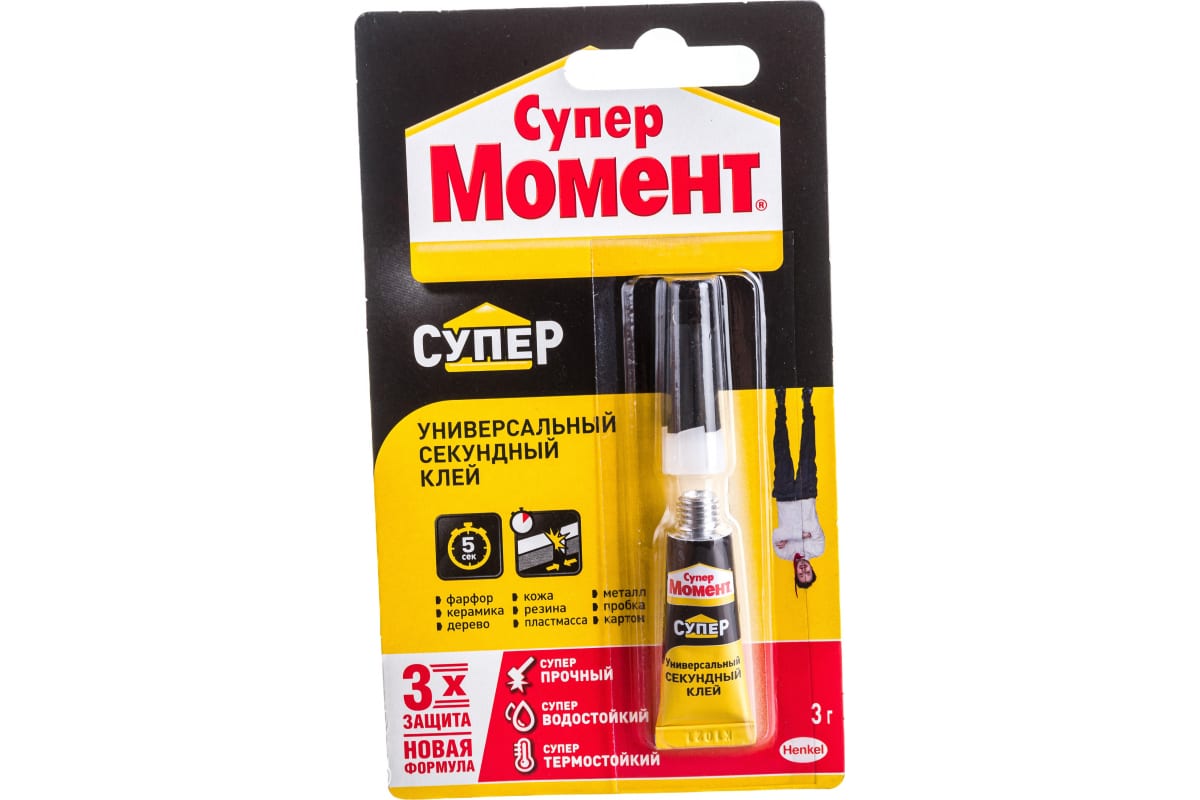 Супер
Момент®
СУПЕР
УНИВЕРСАЛЬНЫЙ
СЕКУНДНЫЙ
КЛЕЙ
5
сек
фарфор
керамика
дерево
кожа
резина
пластмасса
металл
пробка
картон
3х
ЗАЩИТА
НОВАЯ
ФОРМУЛА
СУПЕР
ПРОЧНЫЙ
СУПЕР
ВОДОСТОЙКИЙ
СУПЕР
ТЕРМОСТОЙКИЙ
Супер
Момент
СУПЕР
Универсальный
СЕКУНДНЫЙ
КЛЕЙ
3 г
Henkel